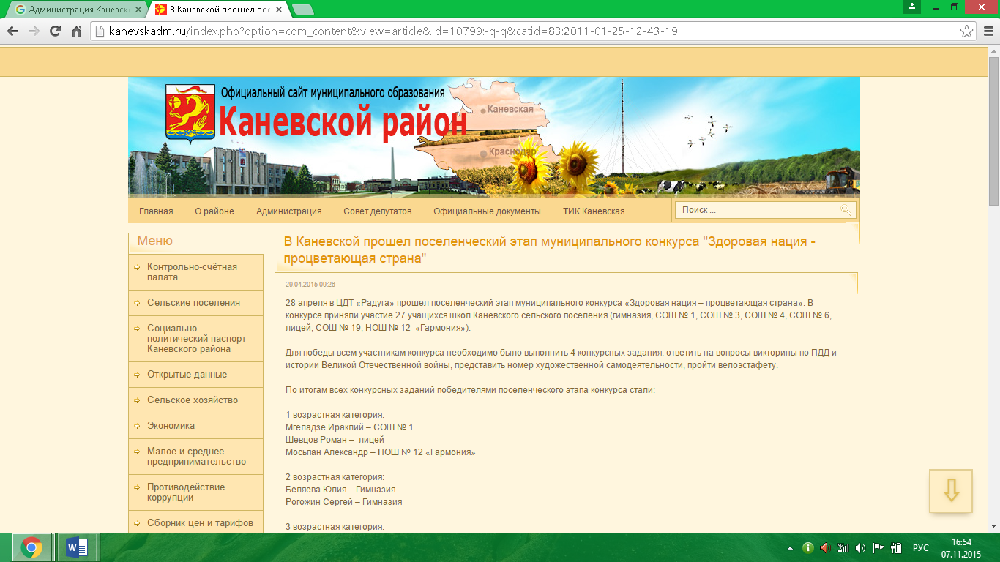 Администрация Каневск
В Каневской прошел пос
kanevskadm.ru/index.php?option=com_content&view=article&id=10799:-q-q&catid=83:2011-01-25-12-43-19
Официальный сайт муниципального образования
Каневской район
Каневская
Краснодар
Главная
О районе
Администрация
Совет депутатов
Официальные документы
ТИК Каневская
Поиск ...
Меню
Контрольно-счётная
палата
Сельские поселения
Социально-
политический паспорт
Каневского района
Открытые данные
Сельское хозяйство
Экономика
Малое и среднее
предпринимательство
Противодействие
коррупции
Сборник цен и тарифов
В Каневской прошел поселенческий этап муниципального конкурса "Здоровая нация -
процветающая страна"
29.04.2015 09:26
28 апреля в ЦДТ «Радуга» прошел поселенческий этап муниципального конкурса «Здоровая нация – процветающая страна». В
конкурсе приняли участие 27 учащихся школ Каневского сельского поселения (гимназия, СОШ № 1, СОШ № 3, СОШ № 4, СОШ № 6,
лицей, СОШ № 19, НОШ № 12 «Гармония»).
Для победы всем участникам конкурса необходимо было выполнить 4 конкурсных задания: ответить на вопросы викторины по ПДД и
истории Великой Отечественной войны, представить номер художественной самодеятельности, пройти велоэстафету.
По итогам всех конкурсных заданий победителями поселенческого этапа конкурса стали:
1 возрастная категория:
Мгеладзе Ираклий – СОШ № 1
Шевцов Роман – лицей
Мосьпан Александр – НОШ № 12 «Гармония»
2 возрастная категория:
Беляева Юлия – Гимназия
Рогожин Сергей – Гимназия
3 возрастная категория:
РУС
16:54
07.11.2015